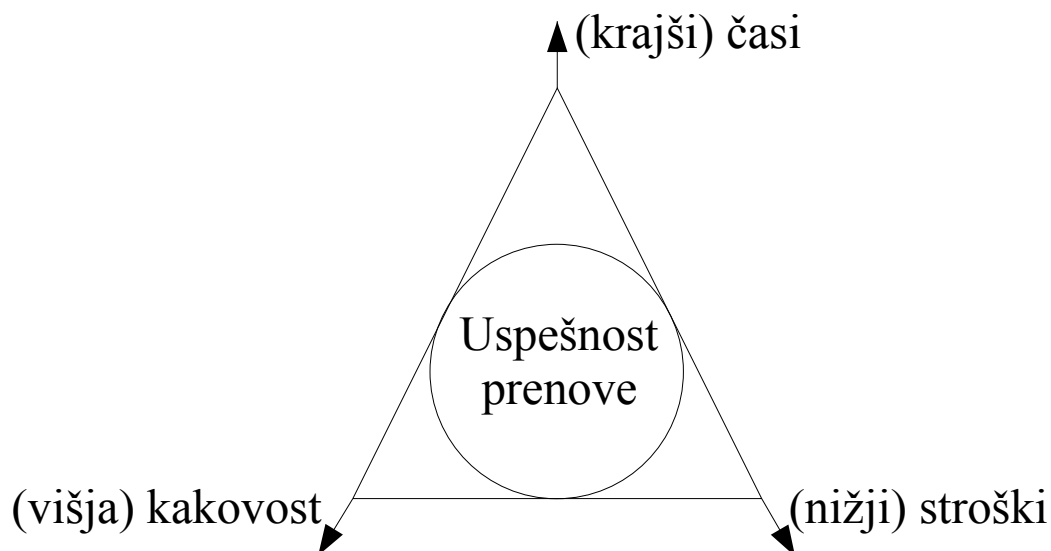 (krajši) časi
Uspešnost
prenove
(višja) kakovost
(nižji) stroški